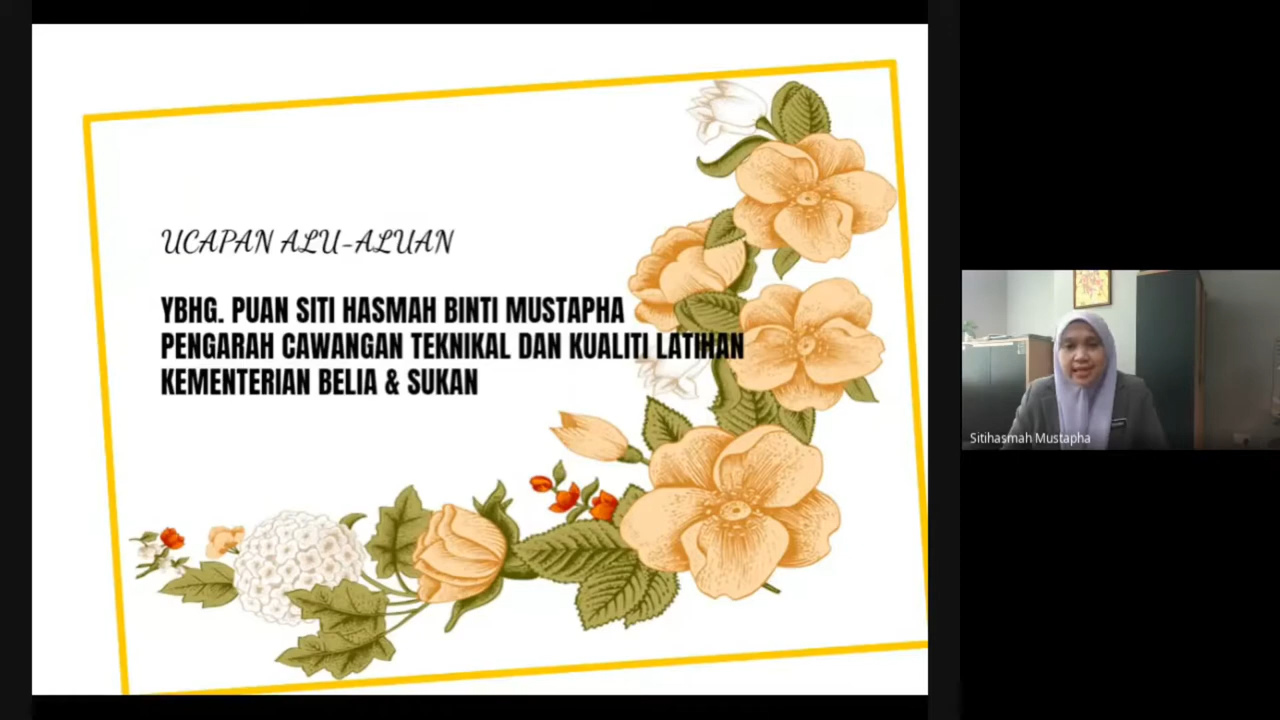 UCAPAN ALU-ALUAN
YBHG. PUAN SITI HASMAH BINTI MUSTAPHA
PENGARAH CAWANGAN TEKNIKAL DAN KUALITI LATIHAN
KEMENTERIAN BELIA & SUKAN
Sitihasmah Mustapha